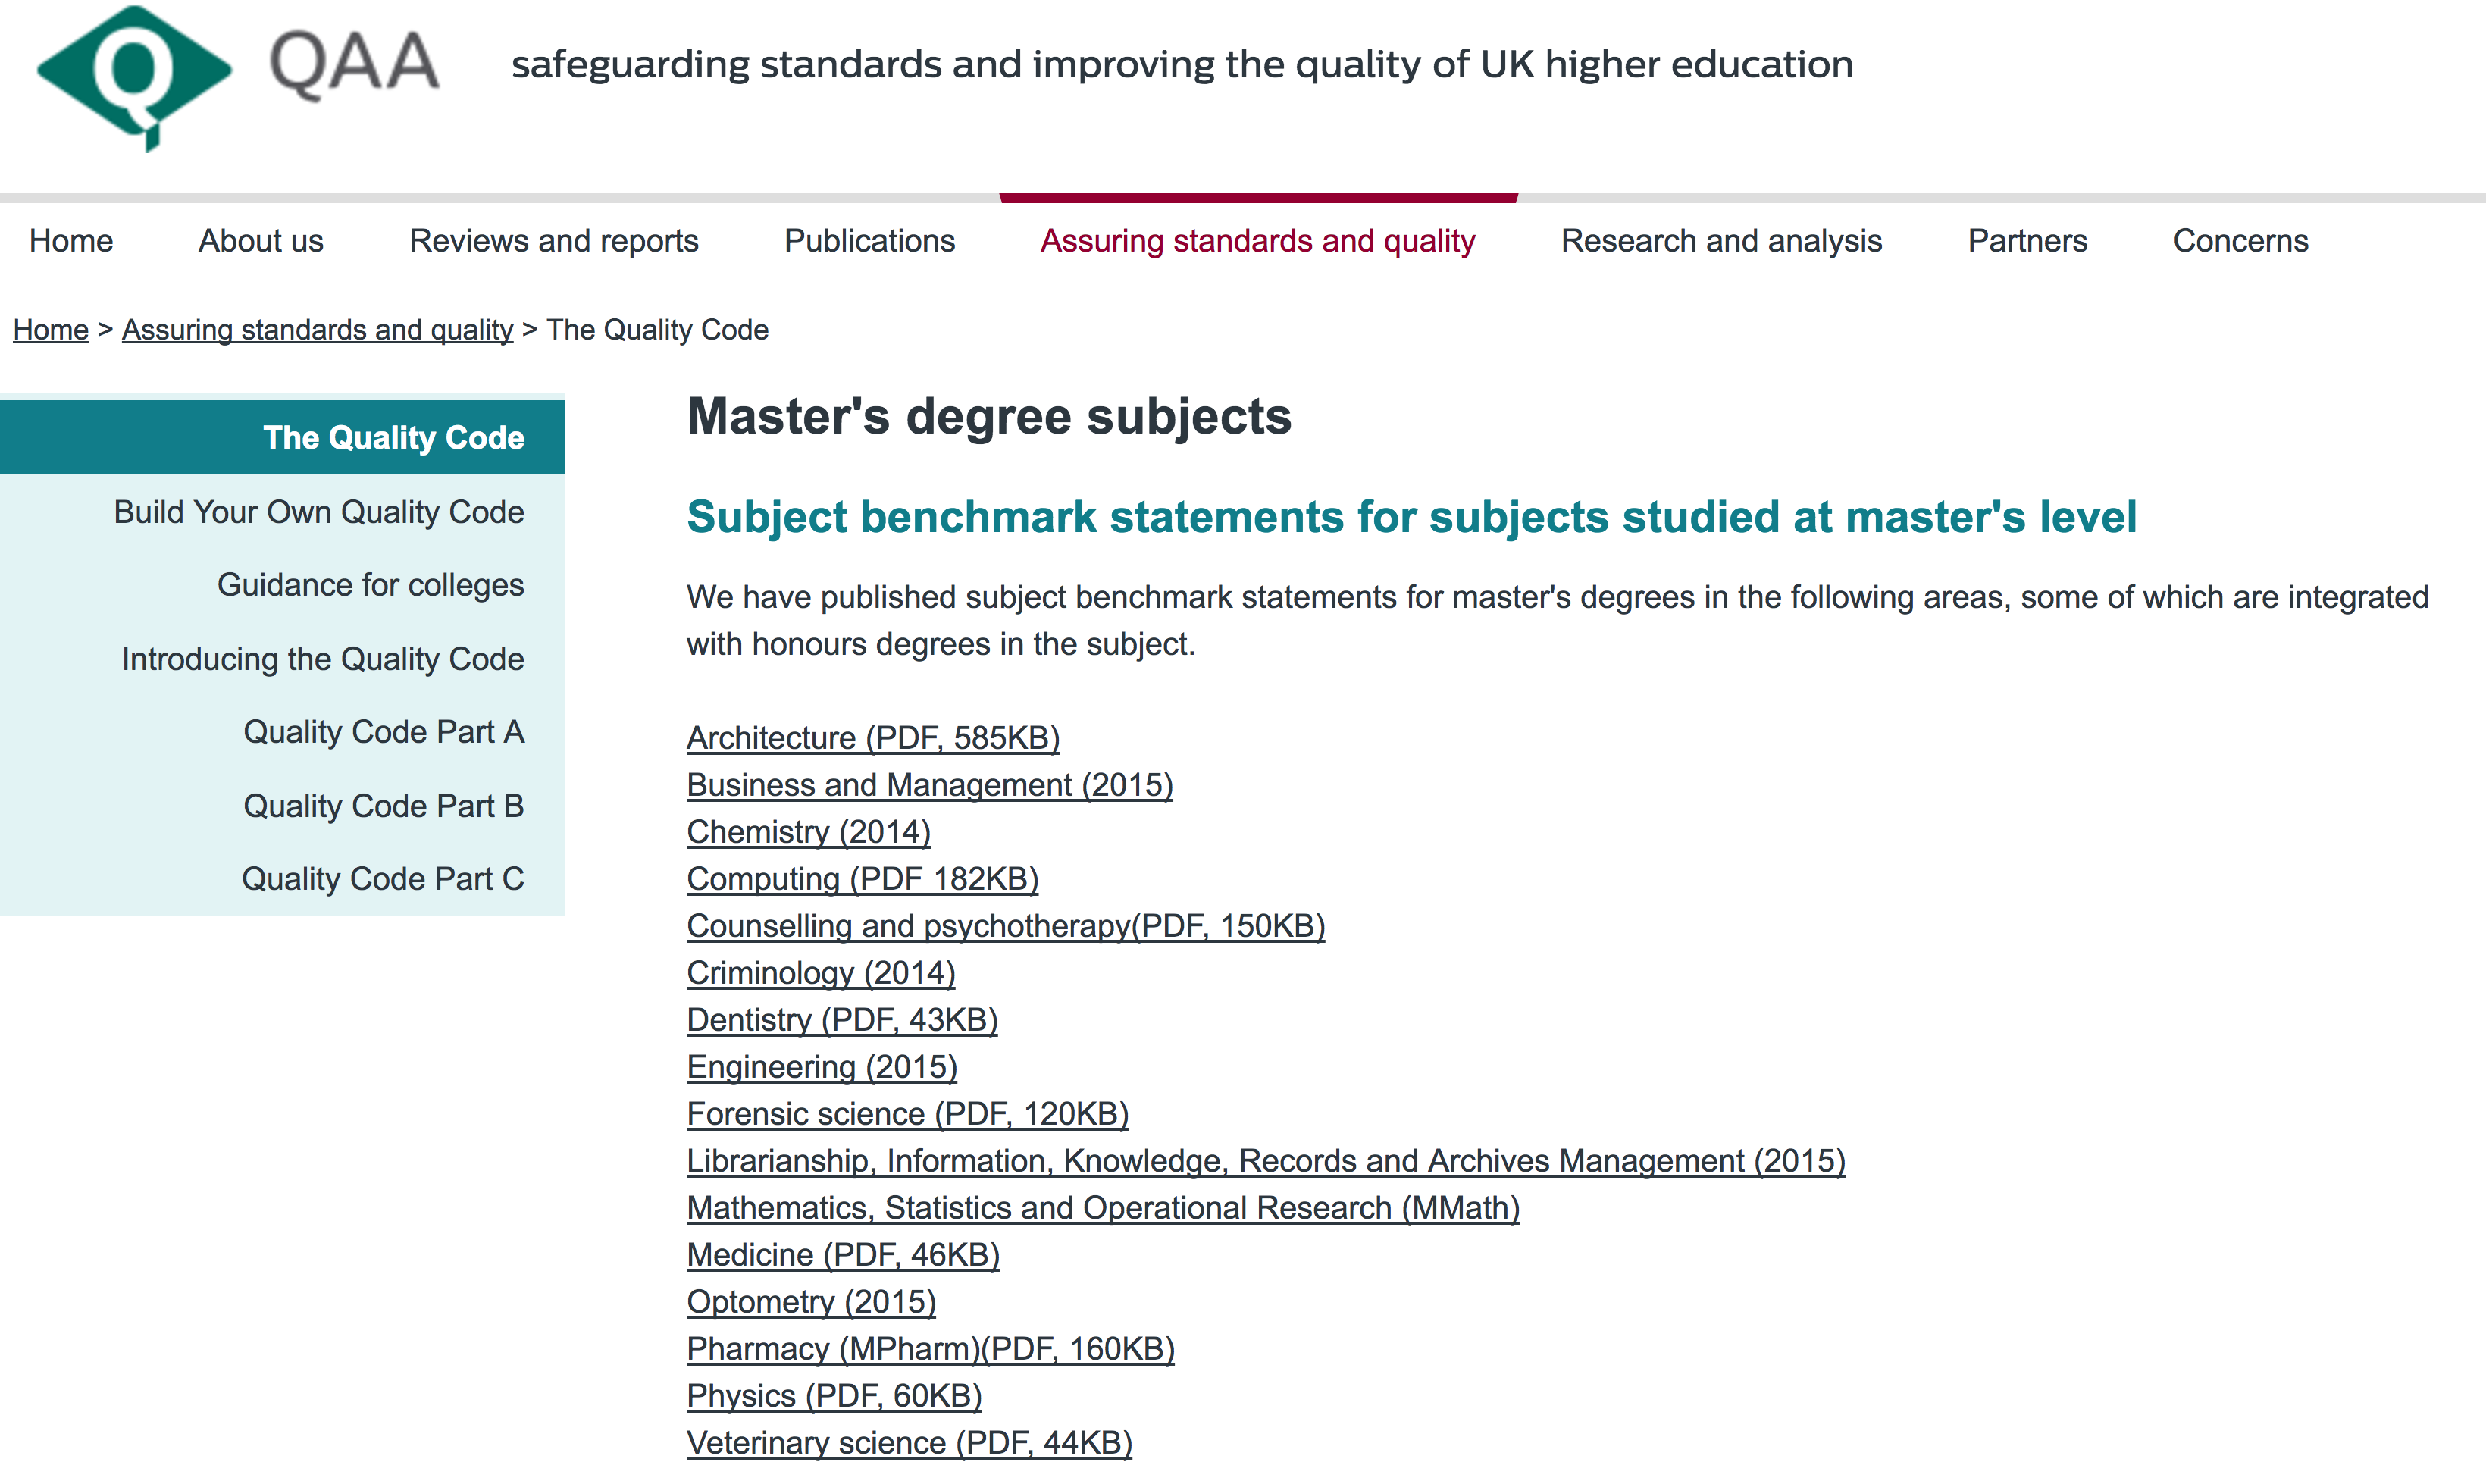 QAA
safeguarding standards and improving the quality of UK higher education
Home About us Reviews and reports Publications Assuring standards and quality Research and analysis Partners Concerns
Home > Assuring standards and quality > The Quality Code
The Quality Code
Build Your Own Quality Code
Guidance for colleges
Introducing the Quality Code
Quality Code Part A
Quality Code Part B
Quality Code Part C
Master's degree subjects
Subject benchmark statements for subjects studied at master's level
We have published subject benchmark statements for master's degrees in the following areas, some of which are integrated
with honours degrees in the subject.
Architecture (PDF, 585KB)
Business and Management (2015)
Chemistry (2014)
Computing (PDF 182KB)
Counselling and psychotherapy(PDF, 150KB)
Criminology (2014)
Dentistry (PDF, 43KB)
Engineering (2015)
Forensic science (PDF, 120KB)
Librarianship, Information, Knowledge, Records and Archives Management (2015)
Mathematics, Statistics and Operational Research (MMath)
Medicine (PDF, 46KB)
Optometry (2015)
Pharmacy (MPharm)(PDF, 160KB)
Physics (PDF, 60KB)
Veterinary science (PDF, 44KB)